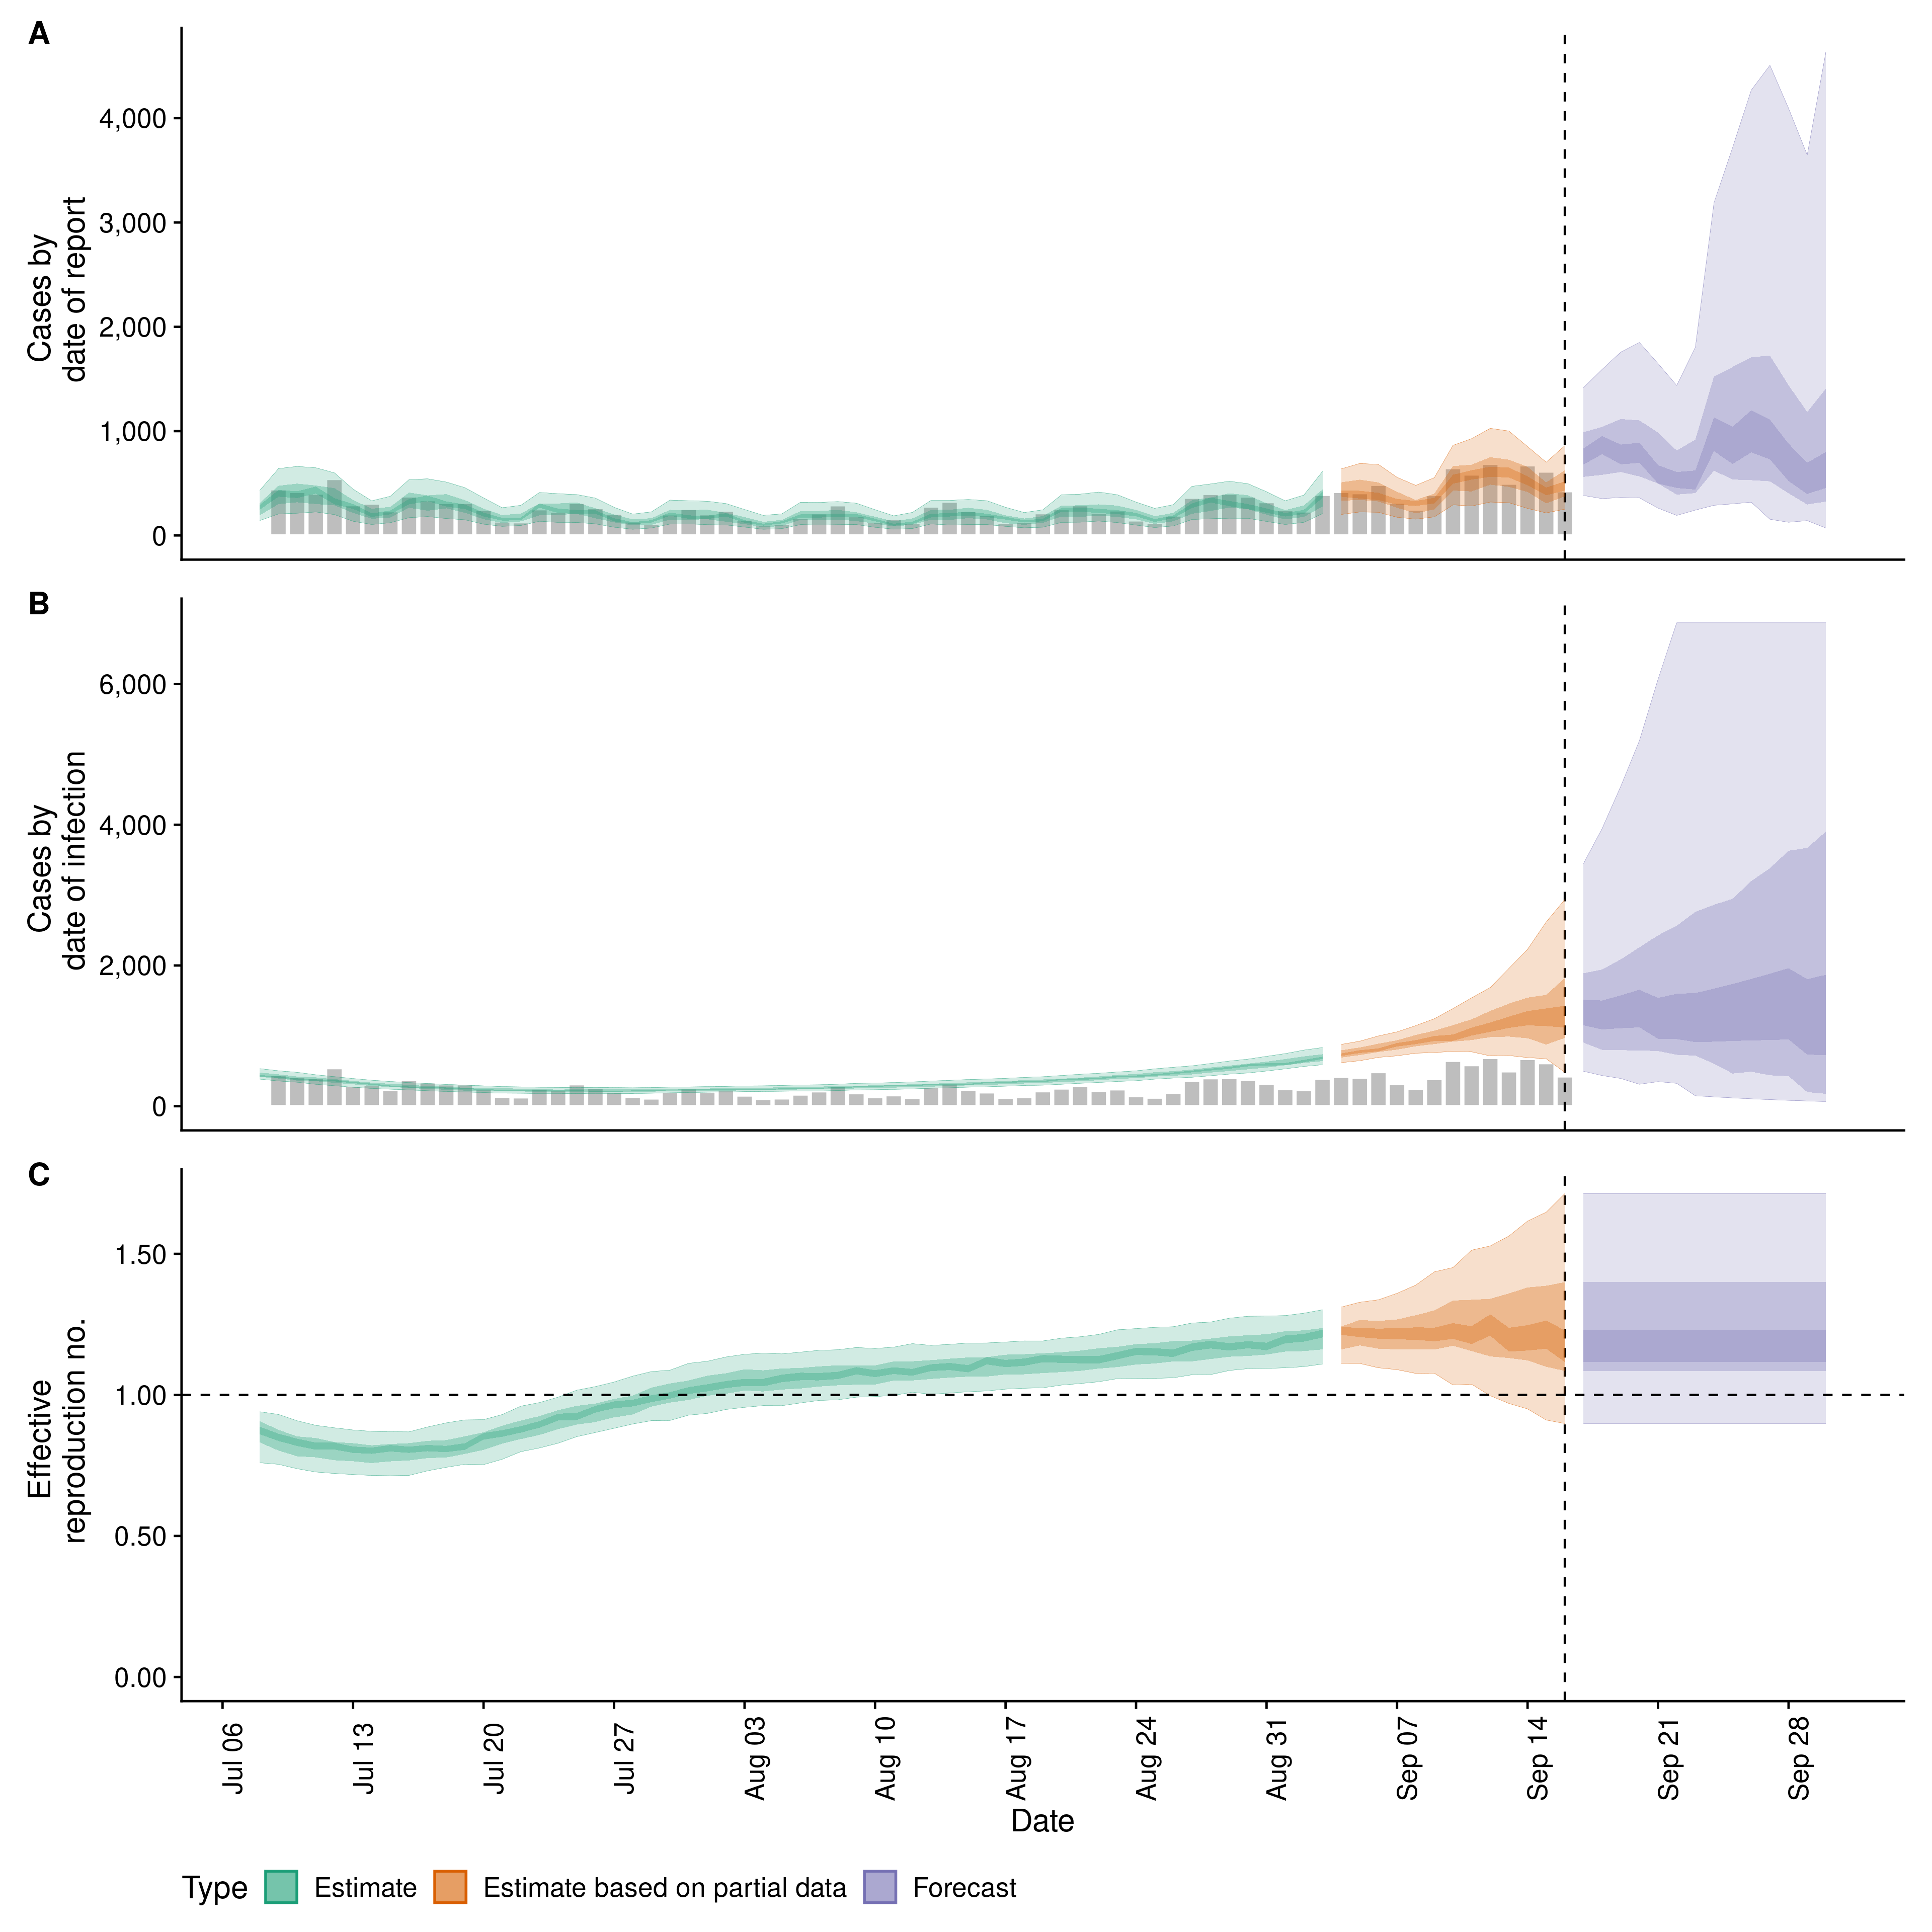 A
Cases by
date of report
4,000
3,000
2,000
1,000
0
B
Cases by
date of infection
6,000
4,000
2,000
0
C
Effective
reproduction no.
1.50
1.00
0.50
0.00
Jul 06
Jul 13
Jul 20
Jul 27
Aug 03
Aug 10
Aug 17
Aug 24
Aug 31
Sep 07
Sep 14
Sep 21
Sep 28
Date
Type Estimate Estimate based on partial data Forecast